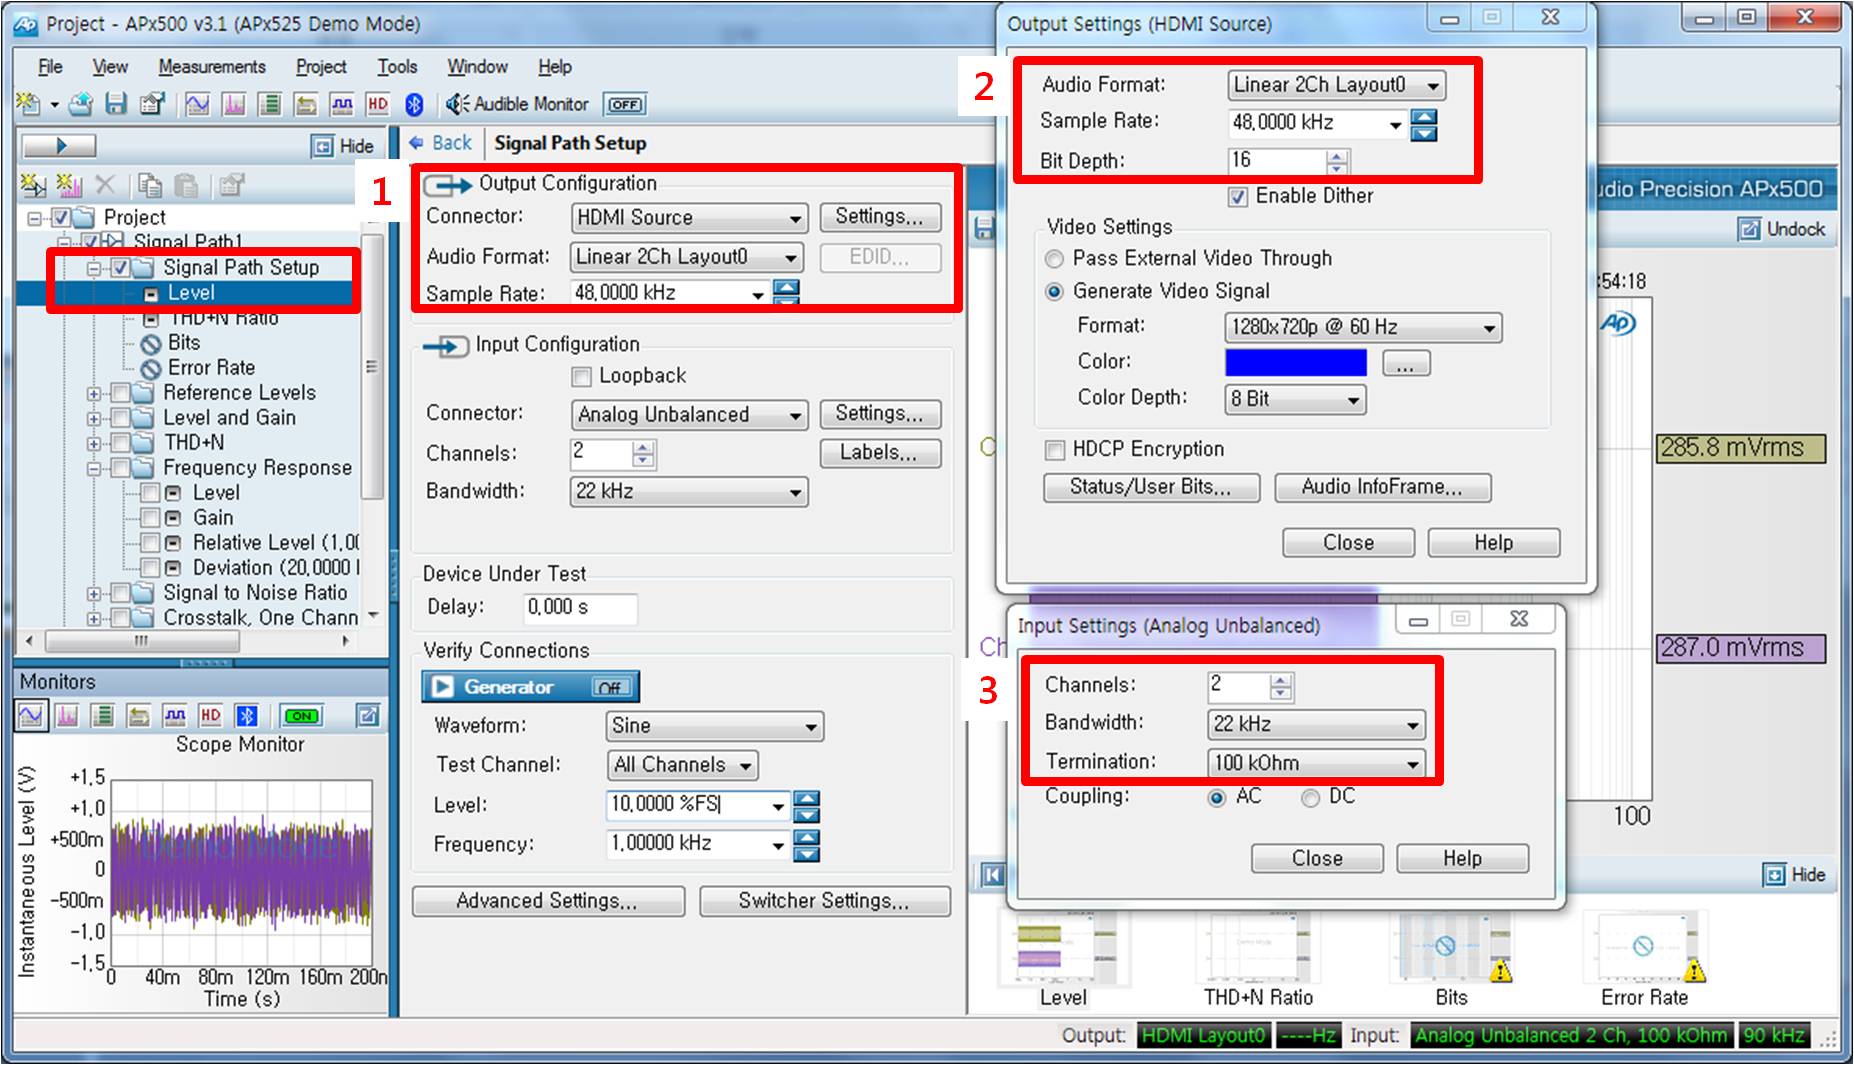 Project - APx500 v3.1 (APx525 Demo Mode)
File View Measurements Project Tools Window Help
HD Audible Monitor OFF
Hide
Project
Signal Path1
Signal Path Setup
Level
THD+N Ratio
Bits
Error Rate
Reference Levels
Level and Gain
THD+N
Frequency Response
Level
Gain
Relative Level (1,00
Deviation (20,0000
Signal to Noise Ratio
Crosstalk, One Chann
Monitors
HD ON
Scope Monitor
Instantaneous Level (V)
+1,5
+1,0
+500m
0
-500m
-1,0
-1,5
0 40m 80m 120m 160m 200m
Time (s)
Back Signal Path Setup
1
Output Configuration
Connector: HDMI Source Settings...
Audio Format: Linear 2Ch Layout0 EDID...
Sample Rate: 48,0000 kHz
Input Configuration
Loopback
Connector: Analog Unbalanced Settings...
Channels: 2 Labels...
Bandwidth: 22 kHz
Device Under Test
Delay: 0,000 s
Verify Connections
Generator Off
Waveform: Sine
Test Channel: All Channels
Level: 10,0000 %FS
Frequency: 1,00000 kHz
Advanced Settings... Switcher Settings...
Output Settings (HDMI Source)
2
Audio Format: Linear 2Ch Layout0
Sample Rate: 48,0000 kHz
Bit Depth: 16
Enable Dither
Video Settings
Pass External Video Through
Generate Video Signal
Format: 1280x720p @ 60 Hz
Color: ...
Color Depth: 8 Bit
HDCP Encryption
Status/User Bits... Audio InfoFrame...
Close Help
Input Settings (Analog Unbalanced)
3
Channels: 2
Bandwidth: 22 kHz
Termination: 100 kOhm
Coupling: AC DC
Close Help
udio Precision APx500
Undock
:54:18
AP
285.8 mVrms
Ch
287.0 mVrms
100
Hide
Level THD+N Ratio Bits Error Rate
Output: HDMI Layout0 ----Hz Input: Analog Unbalanced 2 Ch, 100 kOhm 90 kHz